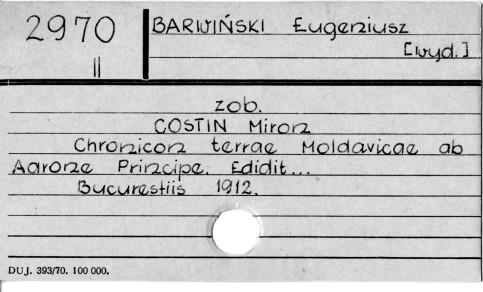 2970
II
BARWIŃSKI Eugeniusz
[wyd.]
zob.
COSTIN Miron
Chronicon terrae Moldavicae ab
Aarone Principe. Edidit...
Bucurestiis 1912.
DUJ. 393/70. 100 000.